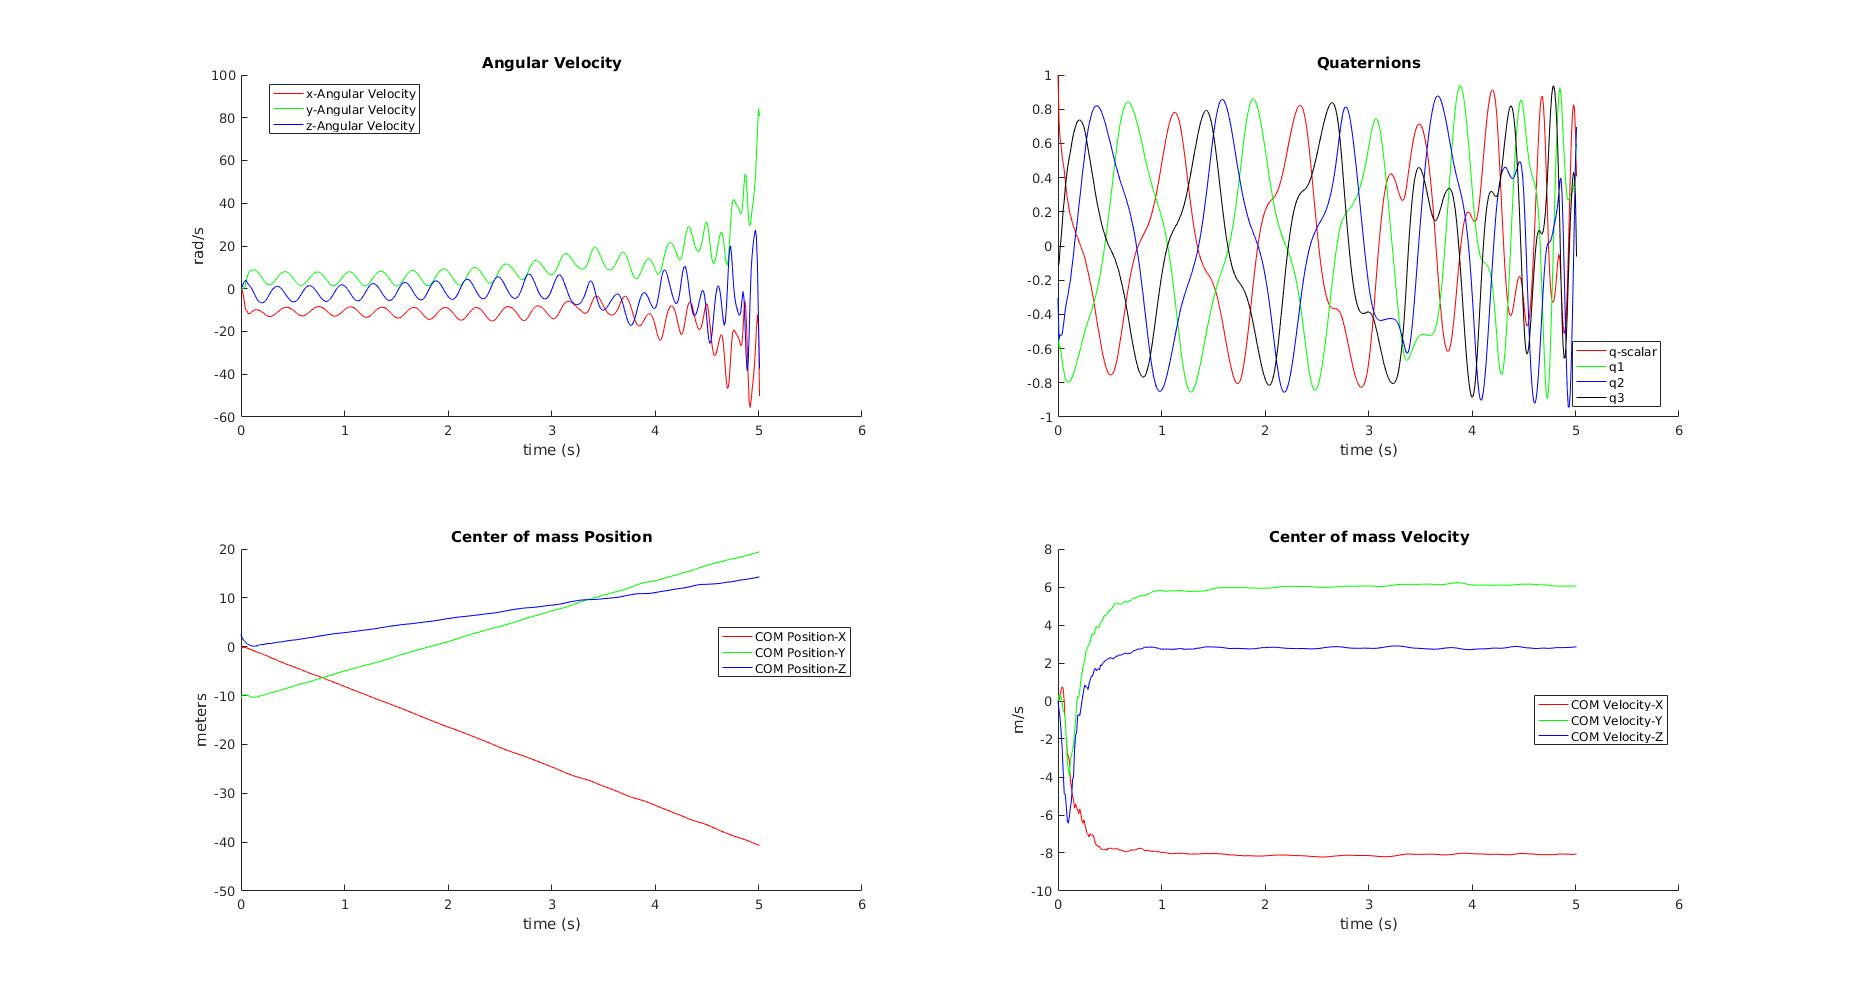 Angular Velocity
100
80
60
40
20
0
-20
-40
-60
rad/s
x-Angular Velocity
y-Angular Velocity
z-Angular Velocity
0 1 2 3 4 5 6
time (s)
Quaternions
1
0.8
0.6
0.4
0.2
0
-0.2
-0.4
-0.6
-0.8
-1
q-scalar
q1
q2
q3
0 1 2 3 4 5 6
time (s)
Center of mass Position
20
10
0
-10
-20
-30
-40
-50
meters
COM Position-X
COM Position-Y
COM Position-Z
0 1 2 3 4 5 6
time (s)
Center of mass Velocity
8
6
4
2
0
-2
-4
-6
-8
-10
m/s
COM Velocity-X
COM Velocity-Y
COM Velocity-Z
0 1 2 3 4 5 6
time (s)